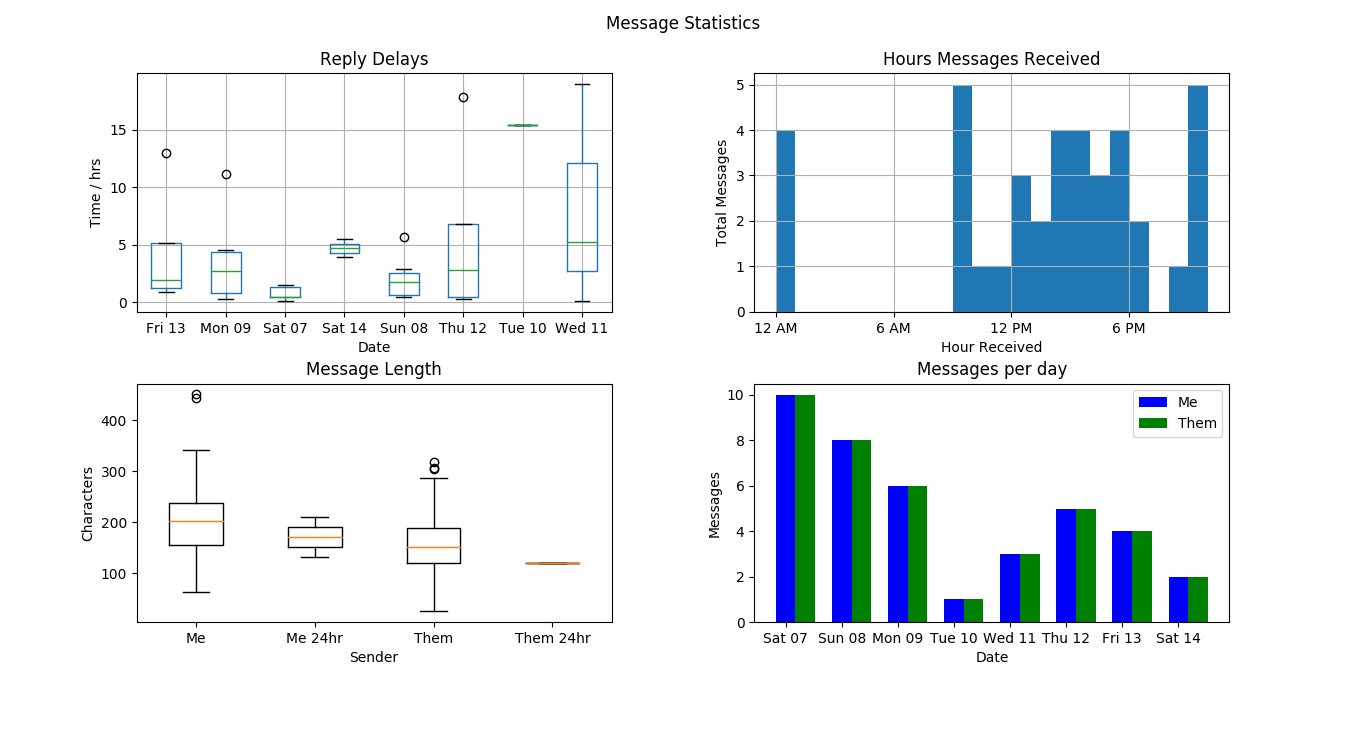 Message Statistics
Reply Delays
Time / hrs
15
10
5
0
Fri 13 Mon 09 Sat 07 Sat 14 Sun 08 Thu 12 Tue 10 Wed 11
Date
Hours Messages Received
Total Messages
5
4
3
2
1
0
12 AM 6 AM 12 PM 6 PM
Hour Received
Message Length
Characters
400
300
200
100
Me Me 24hr Them Them 24hr
Sender
Messages per day
Messages
10
8
6
4
2
0
Me
Them
Sat 07 Sun 08 Mon 09 Tue 10 Wed 11 Thu 12 Fri 13 Sat 14
Date